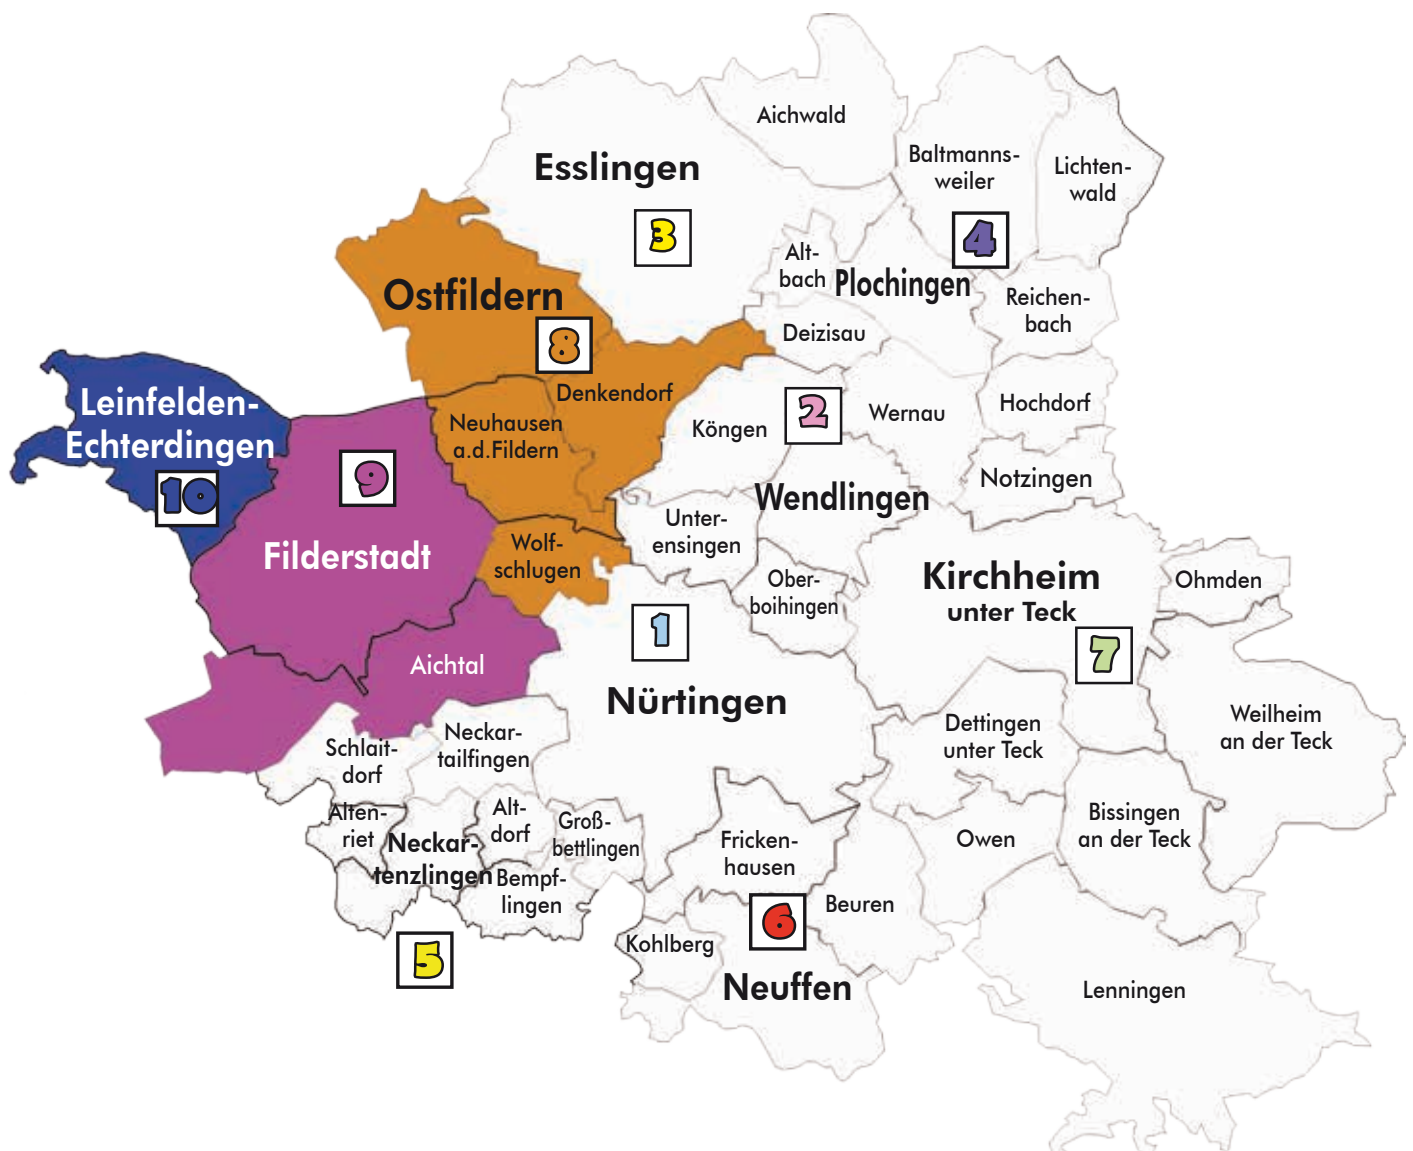 Aichwald
Esslingen
Baltmanns-
weiler
Lichten-
wald
3
4
Alt-
bach
Plochingen
Reichen-
bach
Ostfildern
8
Deizisau
Leinfelden-
Echterdingen
10
Denkendorf
Neuhausen
a.d.Fildern
Köngen
2
Wernau
Hochdorf
9
Wendlingen
Notzingen
Filderstadt
Wolf-
schlugen
Unter-
ensingen
Ober-
boihingen
Kirchheim
unter Teck
Ohmden
1
7
Aichtal
Nürtingen
Dettingen
unter Teck
Weilheim
an der Teck
Schlait-
dorf
Neckar-
tailfingen
Alten-
riet
Neckar-
tenzlingen
Alt-
dorf
Groß-
bettlingen
Bempf-
lingen
Fricken-
hausen
Owen
Bissingen
an der Teck
5
6
Beuren
Kohlberg
Neuffen
Lenningen